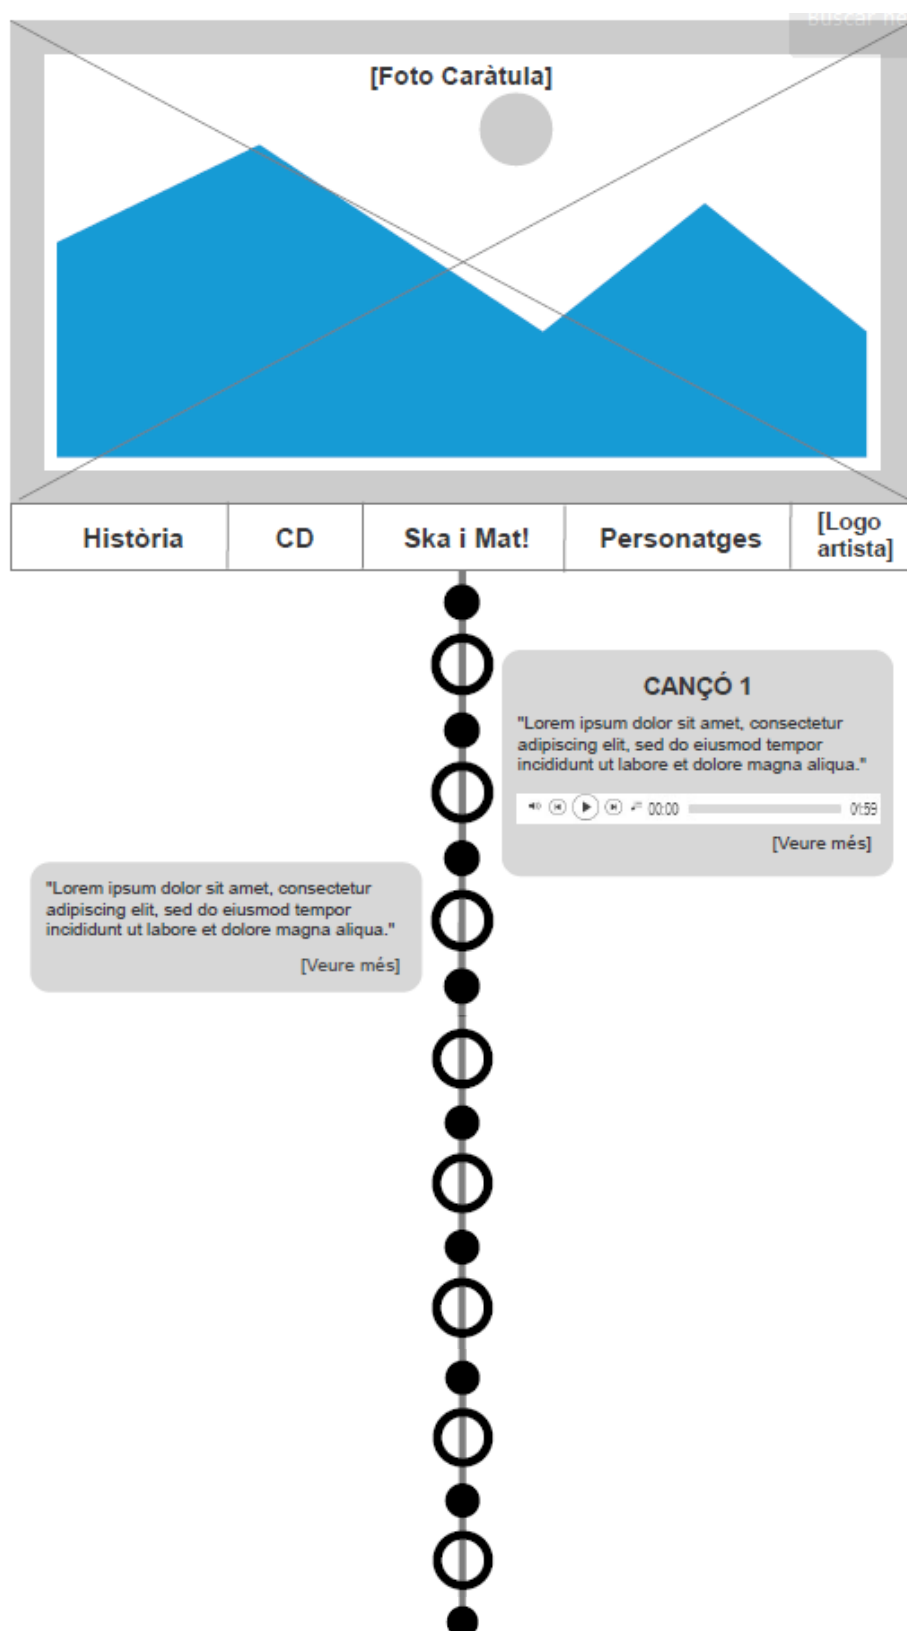 Buscar
[Foto Caràtula]
Història
CD
Ska i Mat!
Personatges
[Logo
artista]
CANÇÓ 1
"Lorem ipsum dolor sit amet, consectetur
adipiscing elit, sed do eiusmod tempor
incididunt ut labore et dolore magna aliqua."
00:00
01:59
[Veure més]
"Lorem ipsum dolor sit amet, consectetur
adipiscing elit, sed do eiusmod tempor
incididunt ut labore et dolore magna aliqua."
[Veure més]